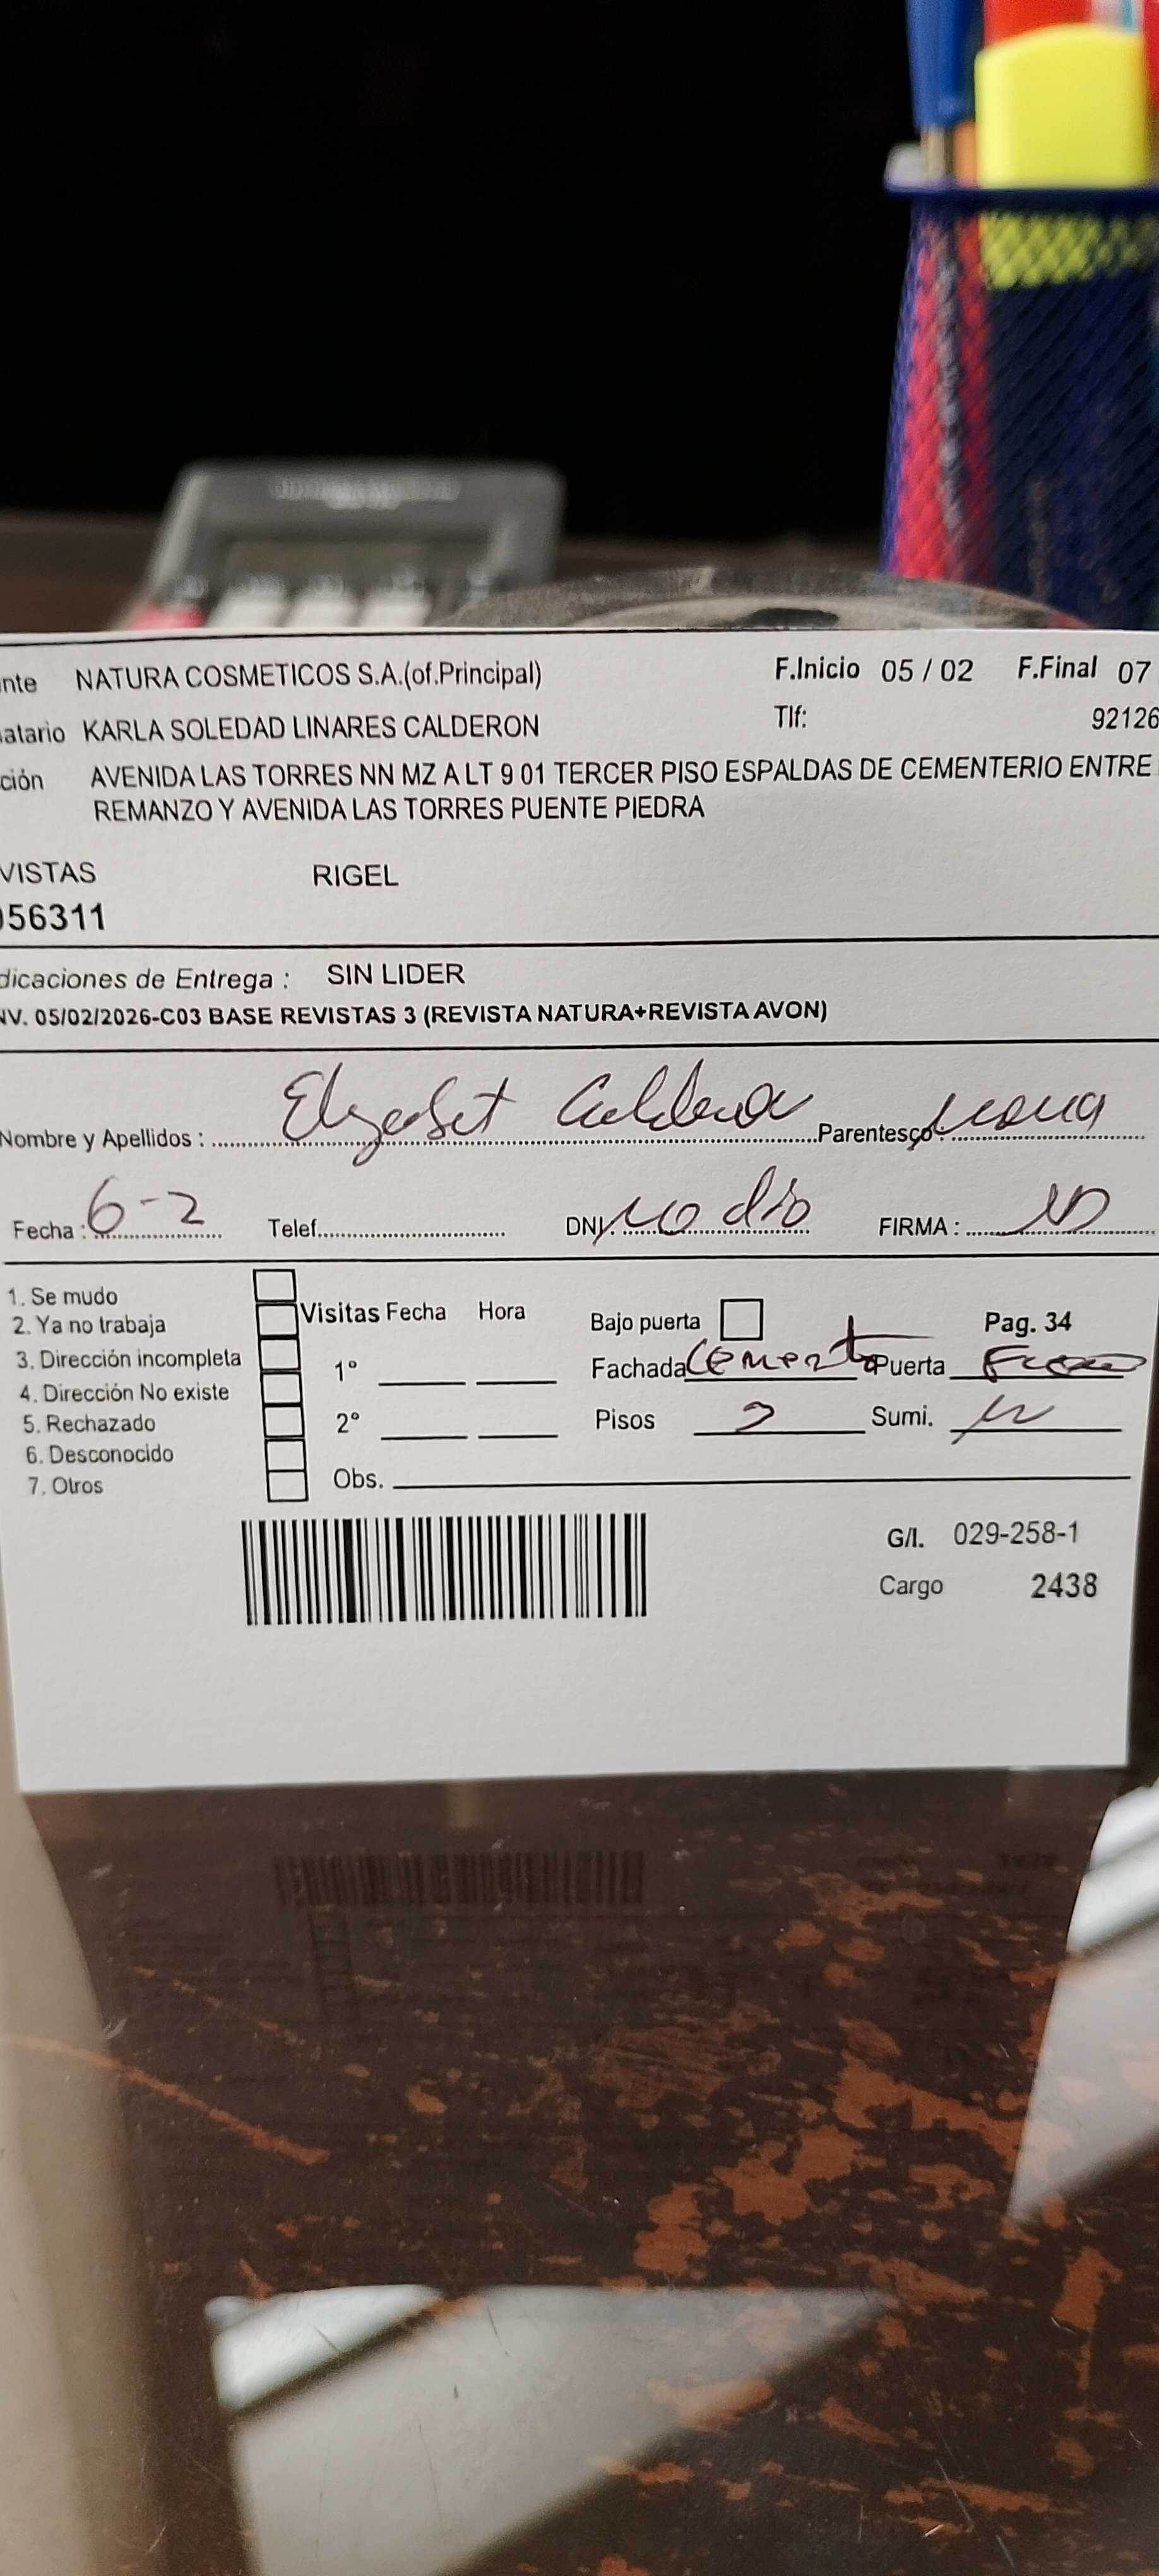 nte NATURA COSMETICOS S.A.(of.Principal) F.Inicio 05 / 02 F.Final 07
atario KARLA SOLEDAD LINARES CALDERON Tlf: 92126
ción AVENIDA LAS TORRES NN MZ A LT 9 01 TERCER PISO ESPALDAS DE CEMENTERIO ENTRE
REMANZO Y AVENIDA LAS TORRES PUENTE PIEDRA
VISTAS RIGEL
056311
dicaciones de Entrega : SIN LIDER
NV. 05/02/2026-C03 BASE REVISTAS 3 (REVISTA NATURA+REVISTA AVON)
Nombre y Apellidos : Calderon Parentesco :
Fecha : 6-2 Telef. DNI. no dio FIRMA :
1. Se mudo
2. Ya no trabaja Visitas Fecha Hora Bajo puerta Pag. 34
3. Dirección incompleta 1° Fachada Cemento Puerta
4. Dirección No existe
5. Rechazado 2° Pisos Sumi.
6. Desconocido
7. Otros Obs.
G/I. 029-258-1
Cargo 2438